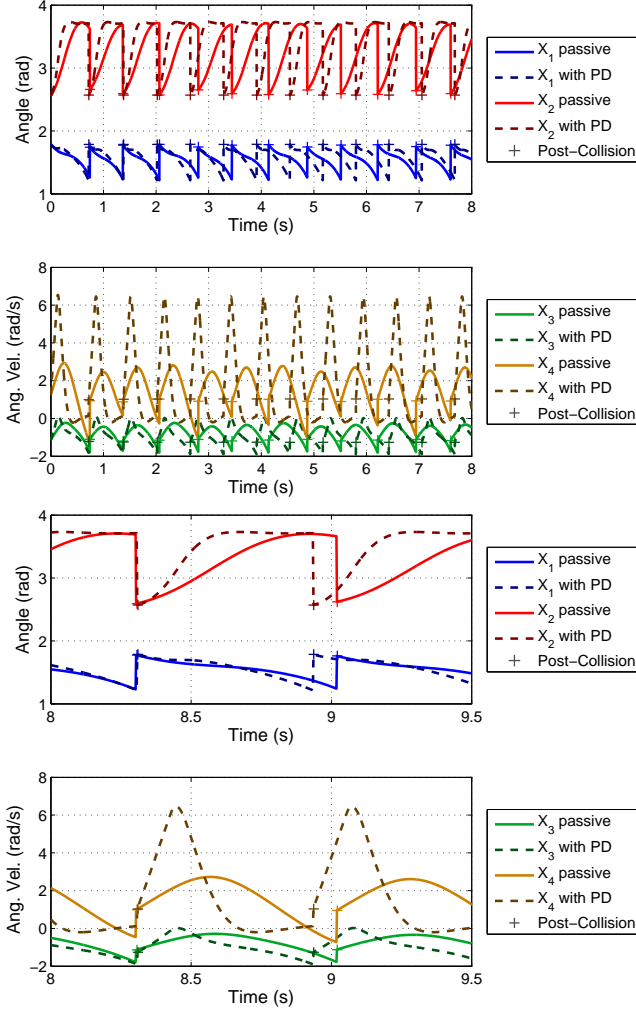 4
3
2
1
Angle (rad)
0 1 2 3 4 5 6 7 8
Time (s)
X1 passive
X1 with PD
X2 passive
X2 with PD
Post−Collision
8
6
4
2
0
−2
Ang. Vel. (rad/s)
0 1 2 3 4 5 6 7 8
Time (s)
X3 passive
X3 with PD
X4 passive
X4 with PD
Post−Collision
4
3
2
1
Angle (rad)
8 8.5 9 9.5
Time (s)
X1 passive
X1 with PD
X2 passive
X2 with PD
Post−Collision
8
6
4
2
0
−2
Ang. Vel. (rad/s)
8 8.5 9 9.5
Time (s)
X3 passive
X3 with PD
X4 passive
X4 with PD
Post−Collision